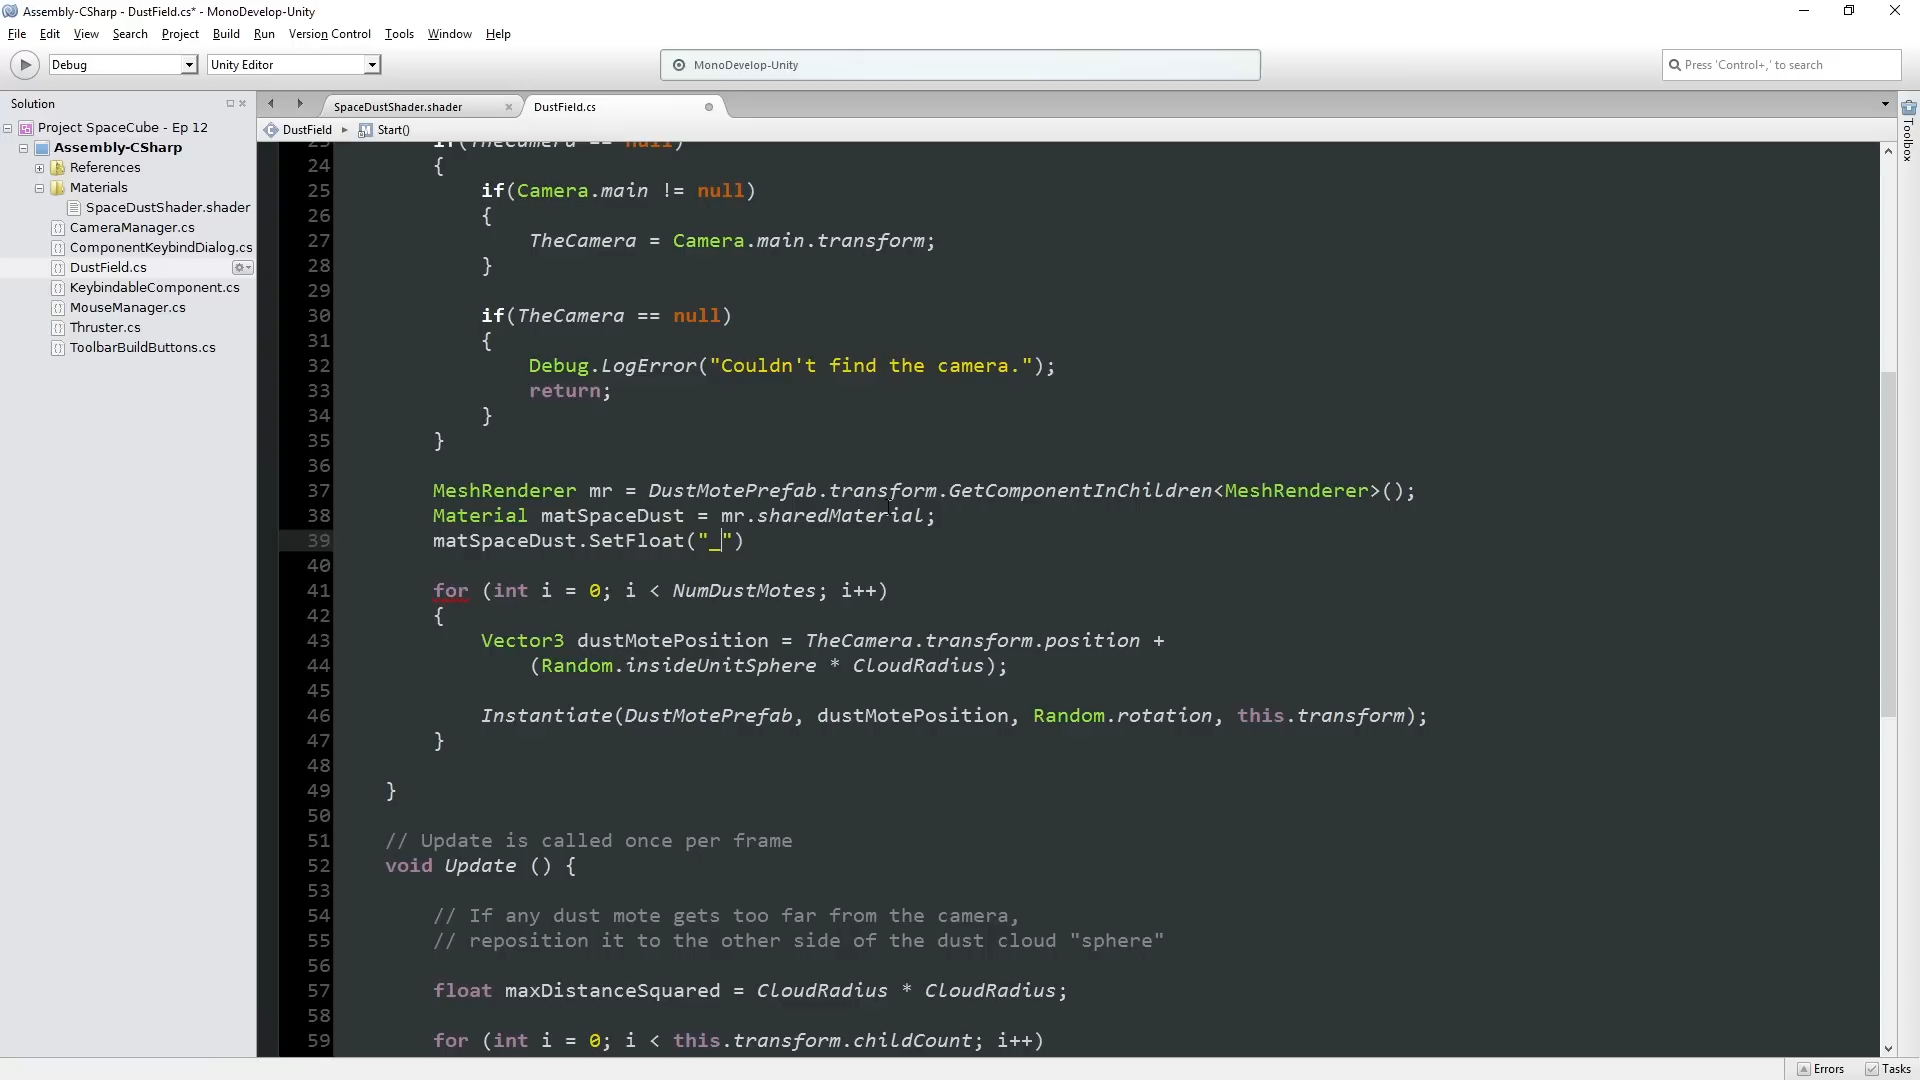 Assembly-CSharp - DustField.cs* - MonoDevelop-Unity
File Edit View Search Project Build Run Version Control Tools Window Help
Debug Unity Editor MonoDevelop-Unity Press 'Control+,' to search
Solution
SpaceDustShader.shader DustField.cs
DustField Start()
Project SpaceCube - Ep 12
Assembly-CSharp
References
Materials
SpaceDustShader.shader
CameraManager.cs
ComponentKeybindDialog.cs
DustField.cs
KeybindableComponent.cs
MouseManager.cs
Thruster.cs
ToolbarBuildButtons.cs
Toolbox
23 if(TheCamera == null)
24 {
25 if(Camera.main != null)
26 {
27 TheCamera = Camera.main.transform;
28 }
29
30 if(TheCamera == null)
31 {
32 Debug.LogError("Couldn't find the camera.");
33 return;
34 }
35 }
36
37 MeshRenderer mr = DustMotePrefab.transform.GetComponentInChildren<MeshRenderer>();
38 Material matSpaceDust = mr.sharedMaterial;
39 matSpaceDust.SetFloat("_")
40
41 for (int i = 0; i < NumDustMotes; i++)
42 {
43 Vector3 dustMotePosition = TheCamera.transform.position +
44 (Random.insideUnitSphere * CloudRadius);
45
46 Instantiate(DustMotePrefab, dustMotePosition, Random.rotation, this.transform);
47 }
48
49 }
50
51 // Update is called once per frame
52 void Update () {
53
54 // If any dust mote gets too far from the camera,
55 // reposition it to the other side of the dust cloud "sphere"
56
57 float maxDistanceSquared = CloudRadius * CloudRadius;
58
59 for (int i = 0; i < this.transform.childCount; i++)
Errors Tasks